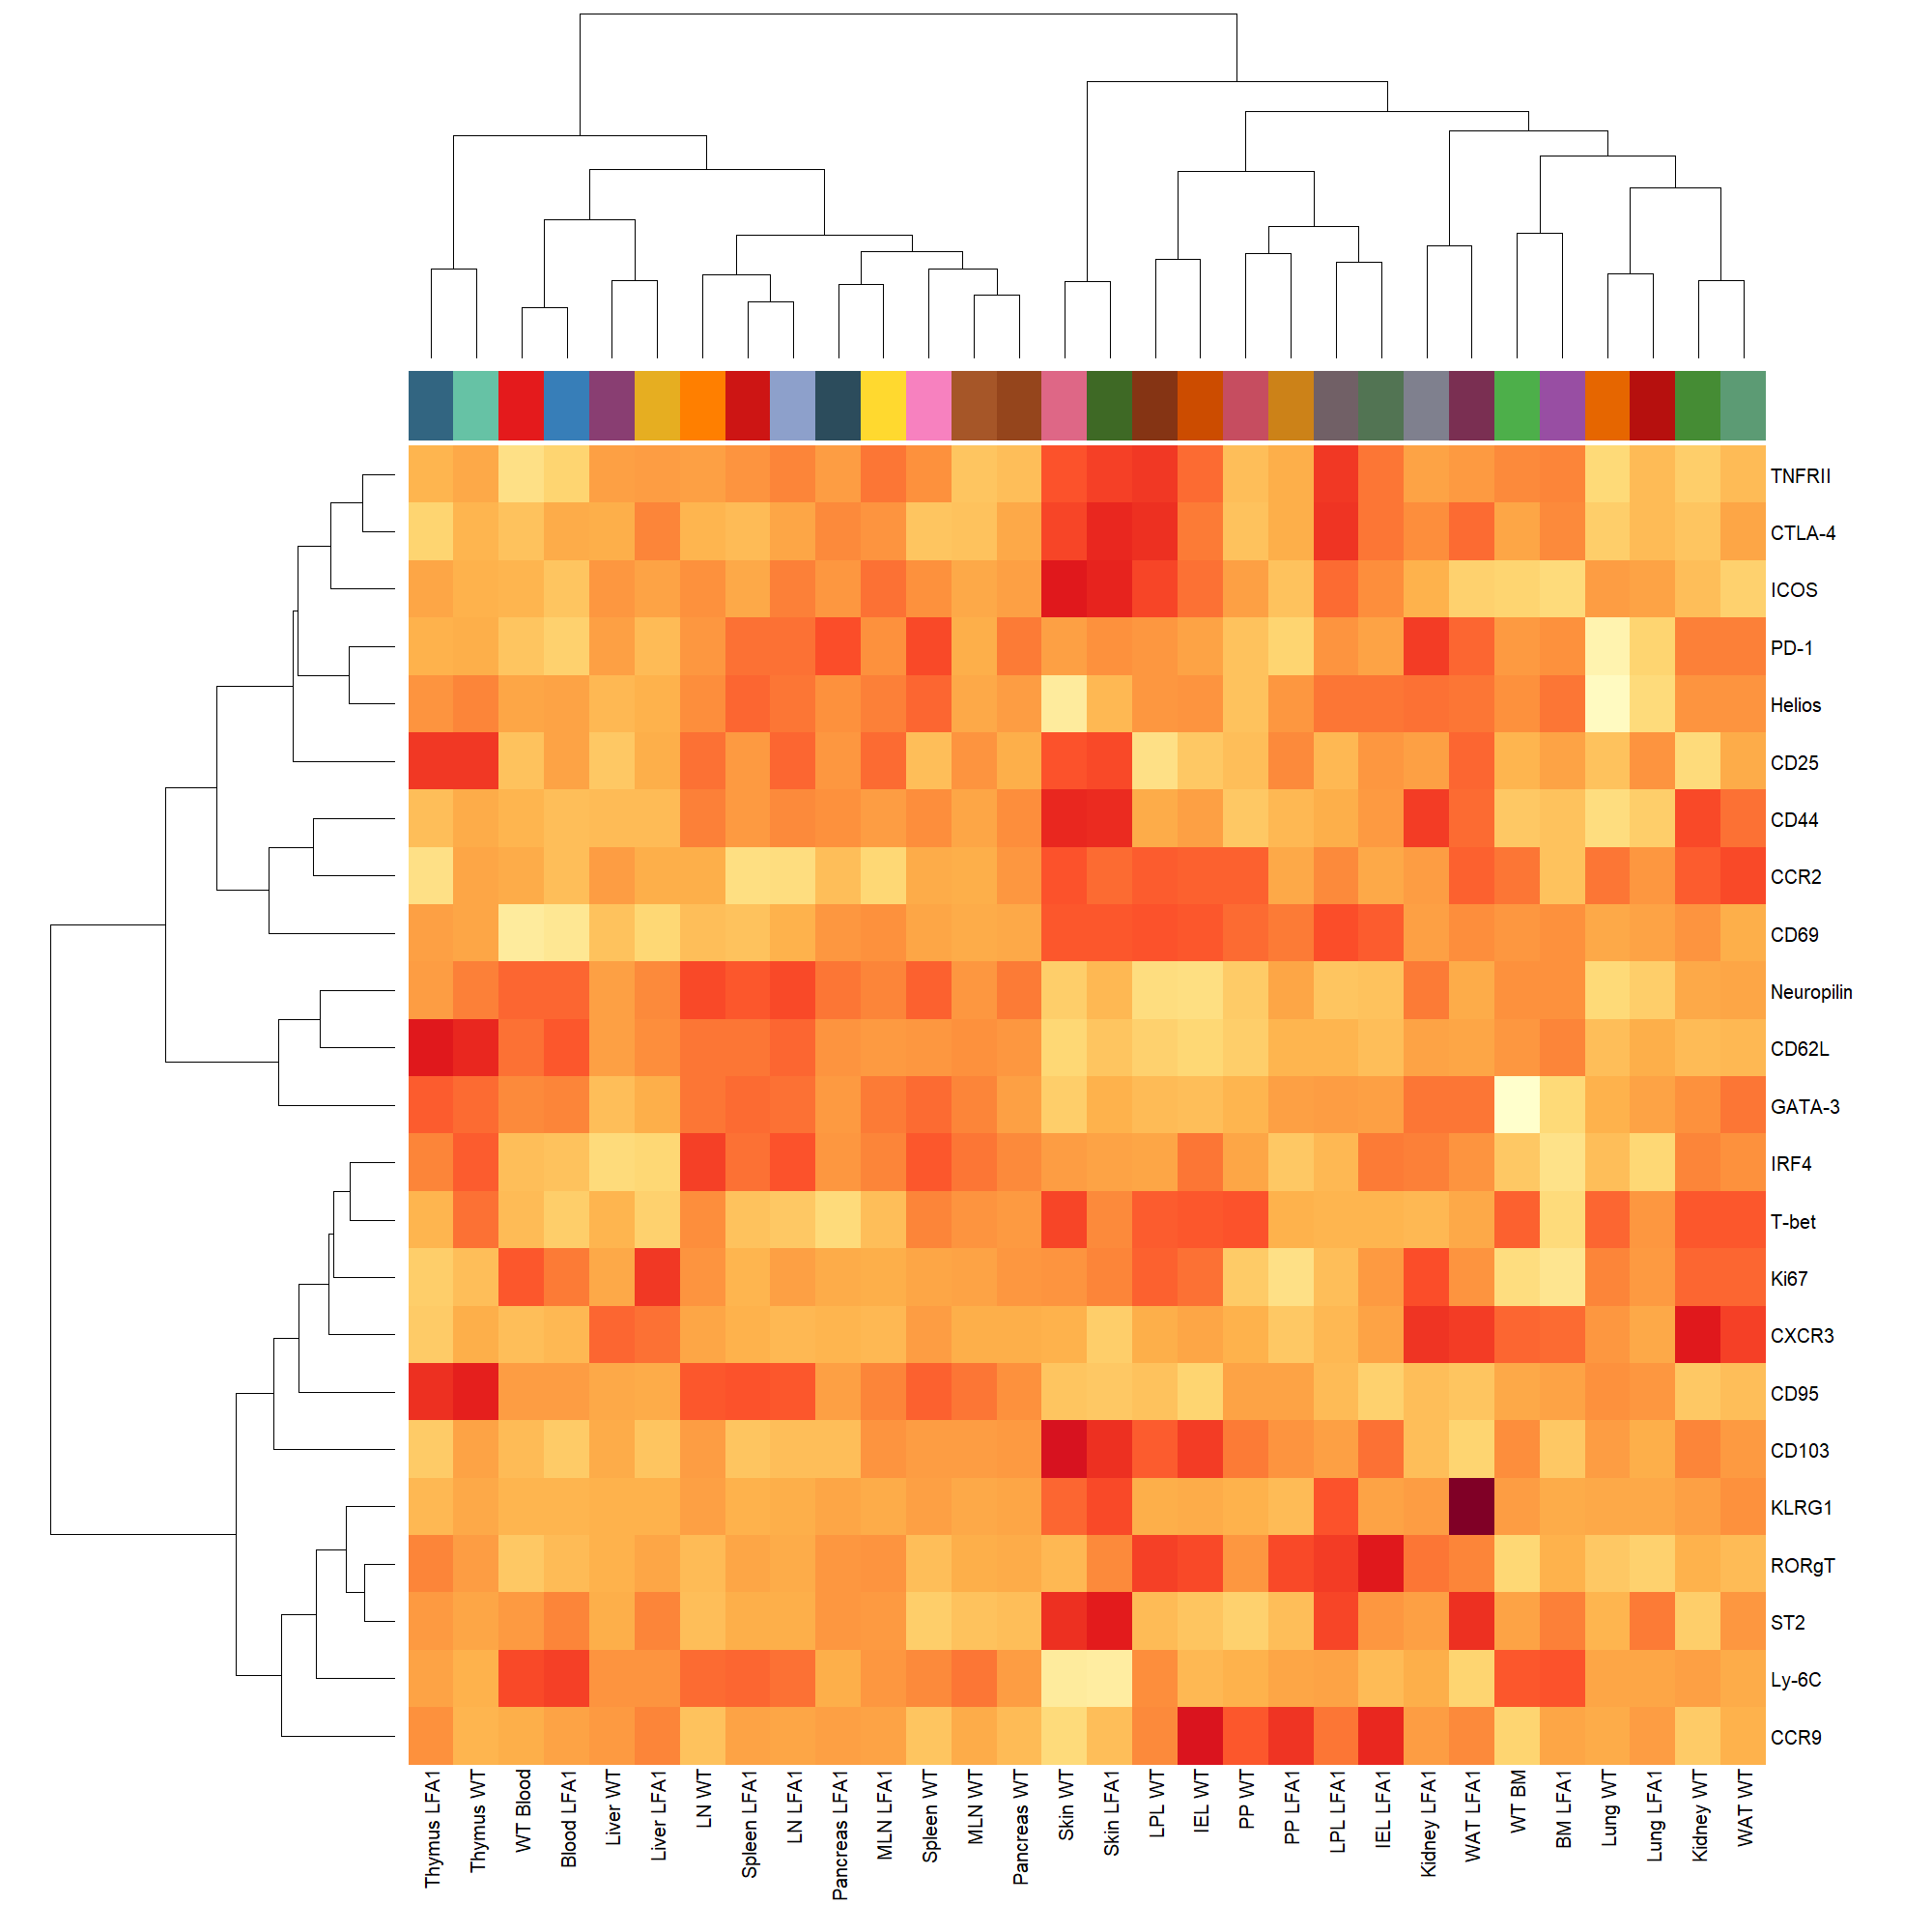 TNFRII
CTLA-4
ICOS
PD-1
Helios
CD25
CD44
CCR2
CD69
Neuropilin
CD62L
GATA-3
IRF4
T-bet
Ki67
CXCR3
CD95
CD103
KLRG1
RORgT
ST2
Ly-6C
CCR9
Thymus LFA1
Thymus WT
WT Blood
Blood LFA1
Liver WT
Liver LFA1
LN WT
Spleen LFA1
LN LFA1
Pancreas LFA1
MLN LFA1
Spleen WT
MLN WT
Pancreas WT
Skin WT
Skin LFA1
LPL WT
IEL WT
PP WT
PP LFA1
LPL LFA1
IEL LFA1
Kidney LFA1
WAT LFA1
WT BM
BM LFA1
Lung WT
Lung LFA1
Kidney WT
WAT WT